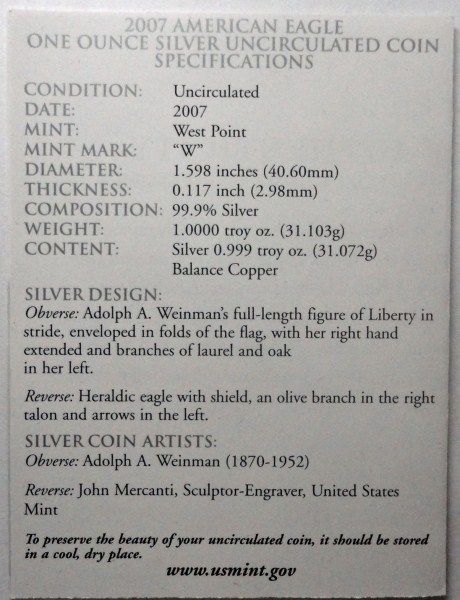 2007 AMERICAN EAGLE
ONE OUNCE SILVER UNCIRCULATED COIN
SPECIFICATIONS
CONDITION: Uncirculated
DATE: 2007
MINT: West Point
MINT MARK: “W”
DIAMETER: 1.598 inches (40.60mm)
THICKNESS: 0.117 inch (2.98mm)
COMPOSITION: 99.9% Silver
WEIGHT: 1.0000 troy oz. (31.103g)
CONTENT: Silver 0.999 troy oz. (31.072g)
Balance Copper
SILVER DESIGN:
Obverse: Adolph A. Weinman’s full-length figure of Liberty in
stride, enveloped in folds of the flag, with her right hand
extended and branches of laurel and oak
in her left.
Reverse: Heraldic eagle with shield, an olive branch in the right
talon and arrows in the left.
SILVER COIN ARTISTS:
Obverse: Adolph A. Weinman (1870-1952)
Reverse: John Mercanti, Sculptor-Engraver, United States
Mint
To preserve the beauty of your uncirculated coin, it should be stored
in a cool, dry place.
www.usmint.gov